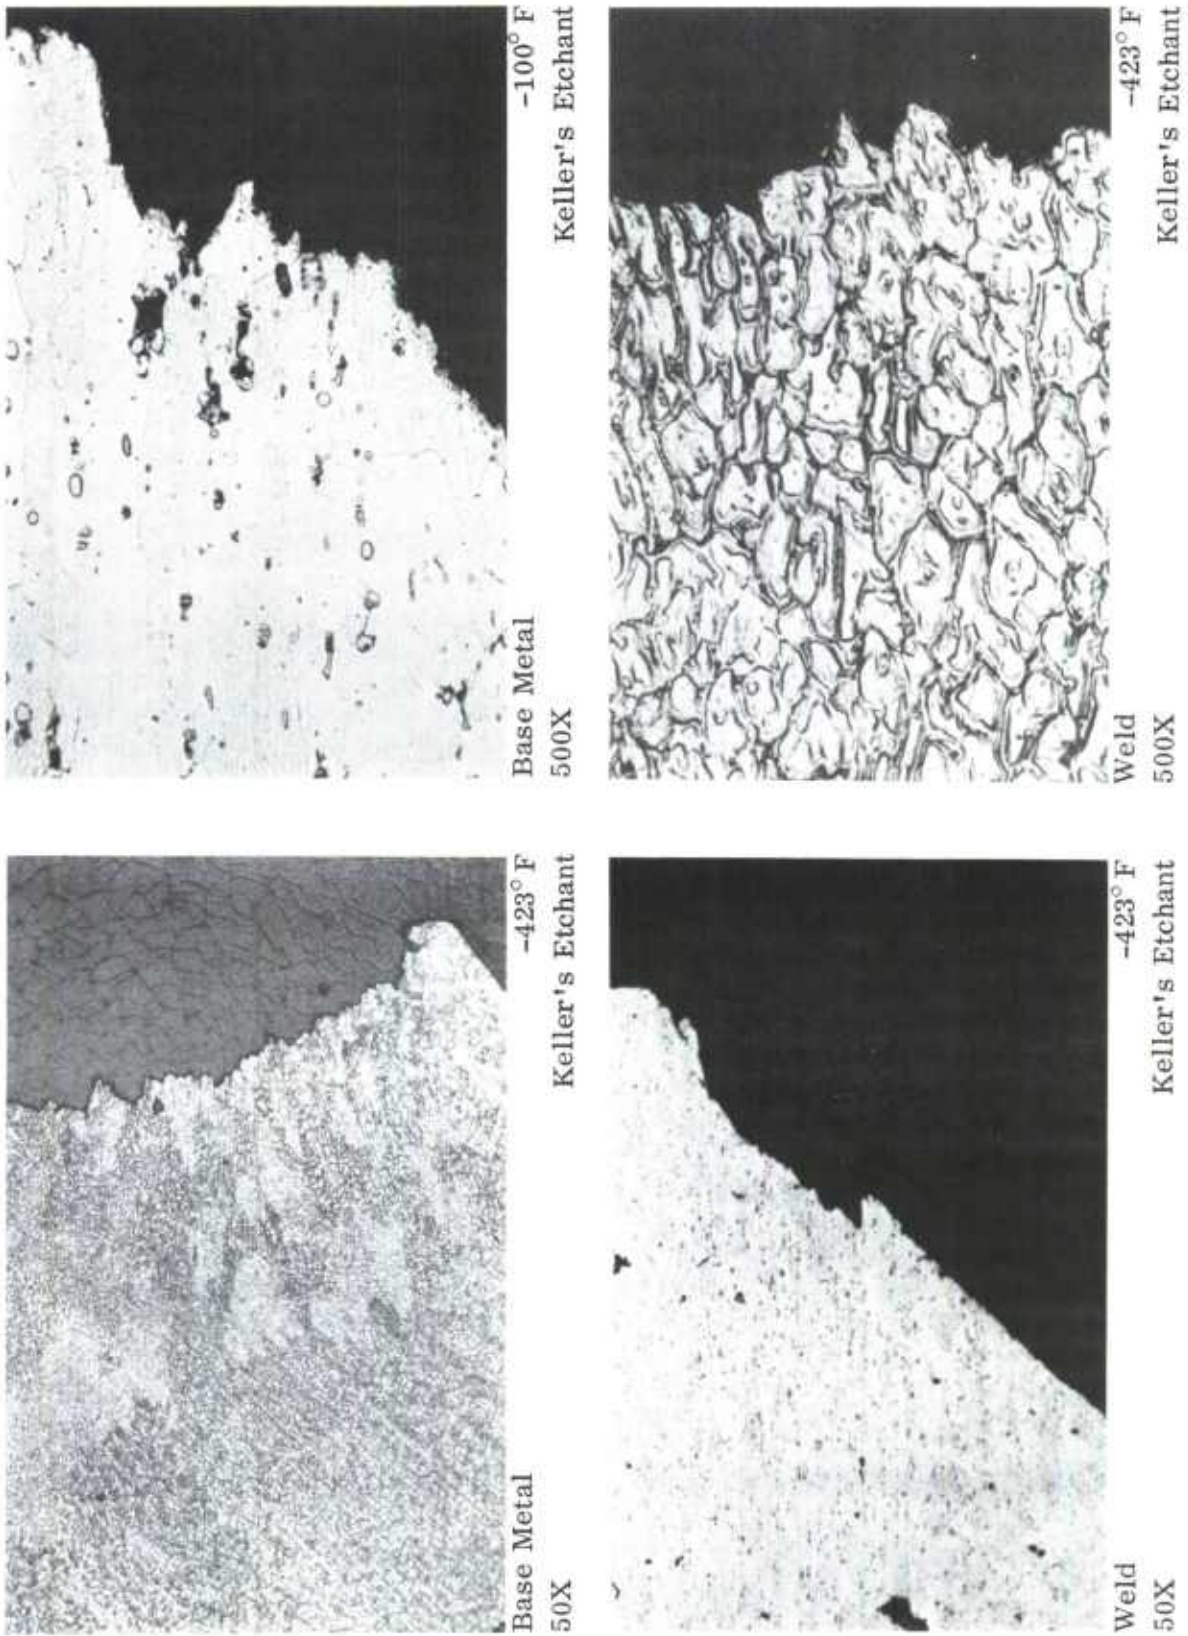 Base Metal -423° F
50X Keller's Etchant
Base Metal -100° F
500X Keller's Etchant
Weld -423° F
50X Keller's Etchant
Weld -423° F
500X Keller's Etchant